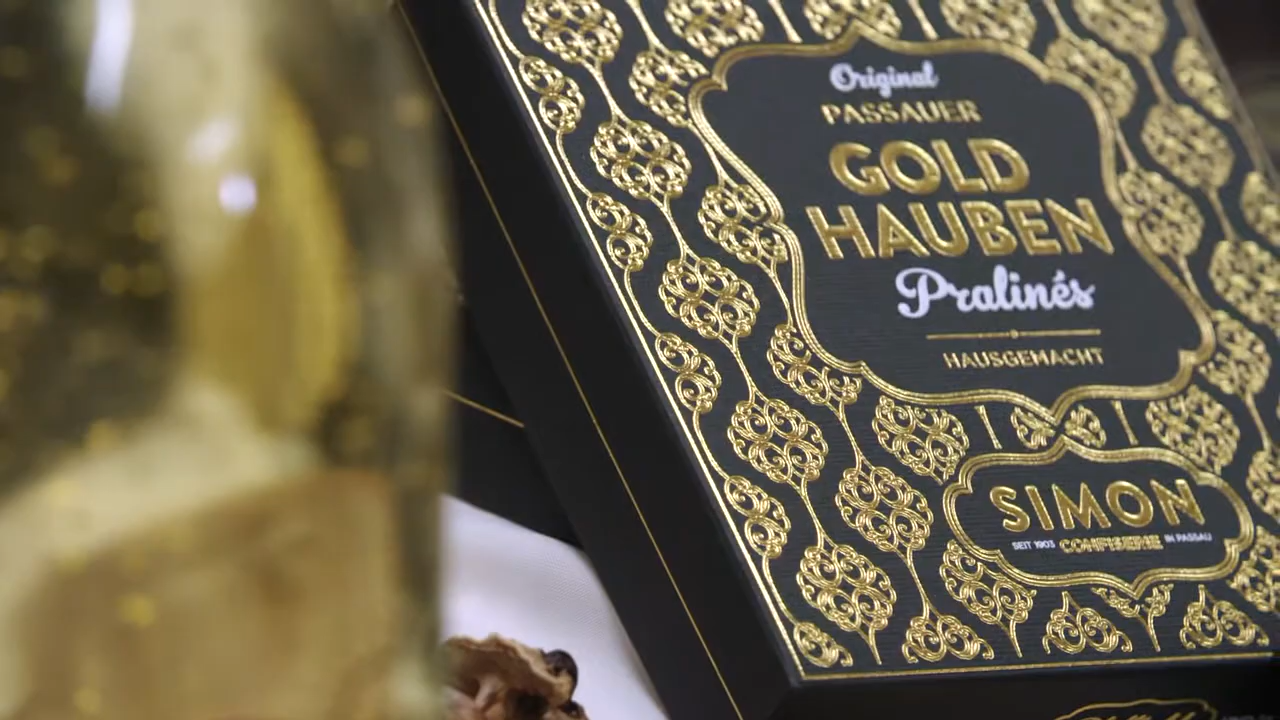 Original
PASSAUER
GOLD
HAUBEN
Pralinés
HAUSGEMACHT
SIMON
SEIT 1903 CONFISERIE IN PASSAU